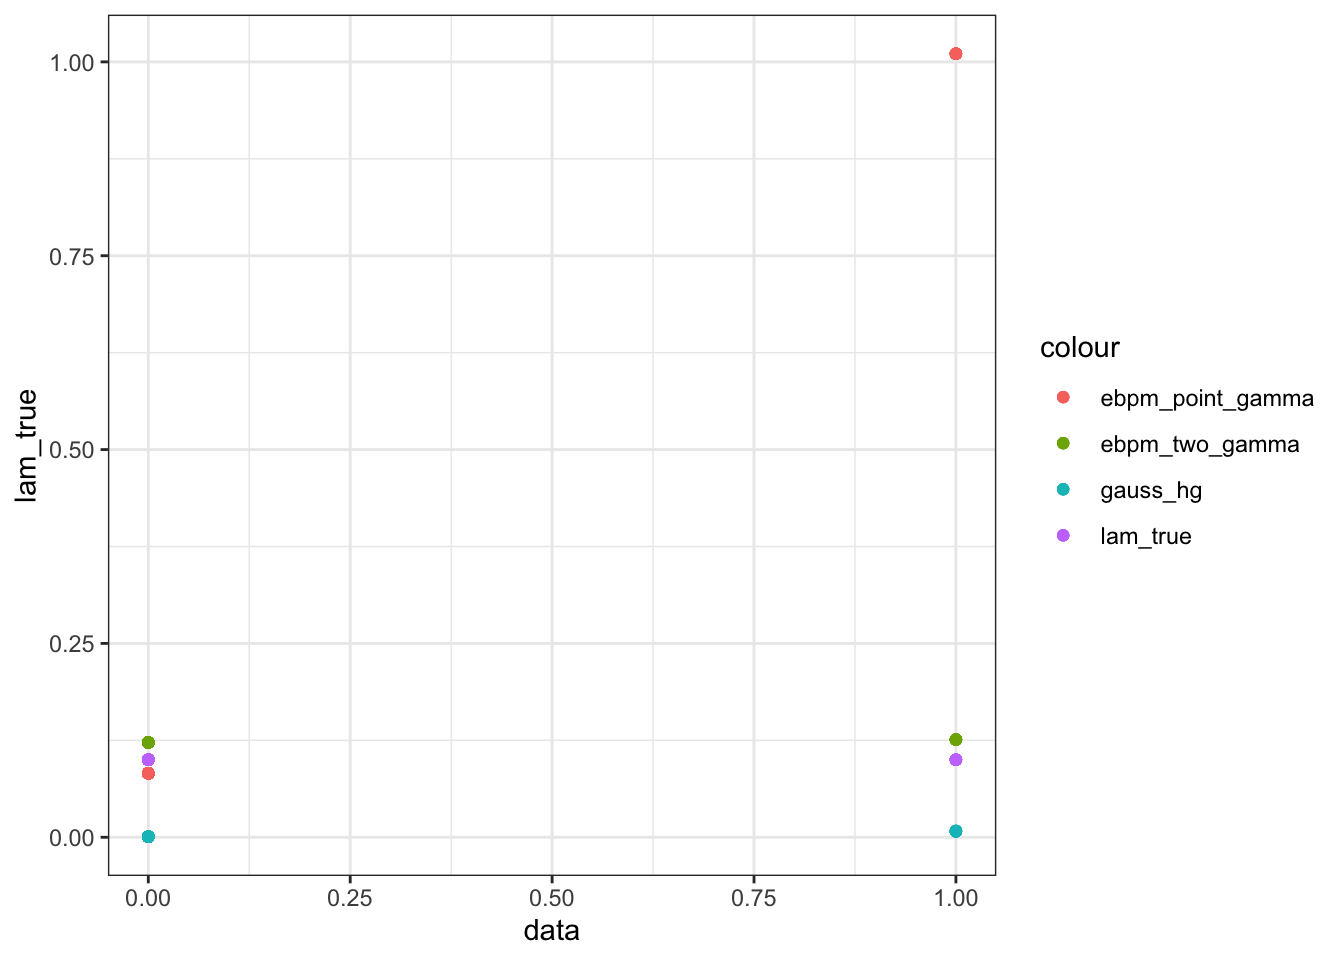 1.00
0.75
0.50
0.25
0.00
lam_true
0.00 0.25 0.50 0.75 1.00
data
colour
ebpm_point_gamma
ebpm_two_gamma
gauss_hg
lam_true